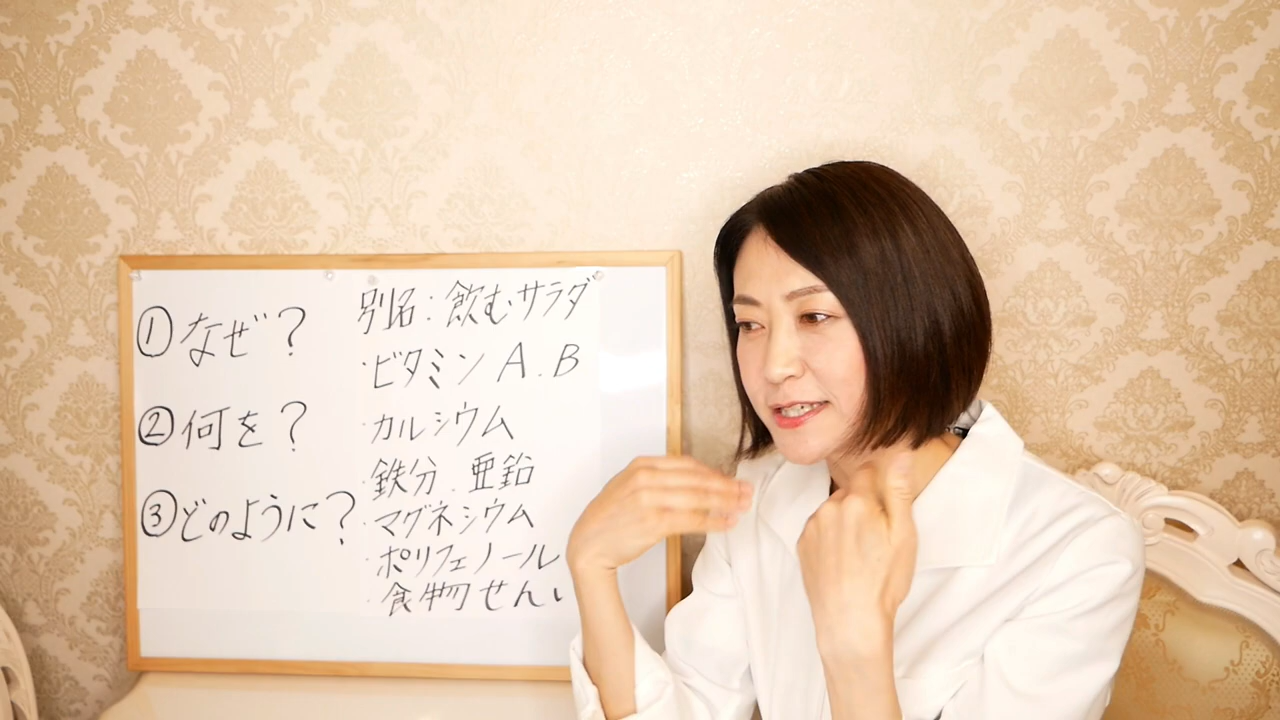 ①なぜ？
②何を？
③どのように？
別名：飲むサラダ
・ビタミン A.B
・カルシウム
・鉄分．亜鉛
・マグネシウム
・ポリフェノール
・食物せんい